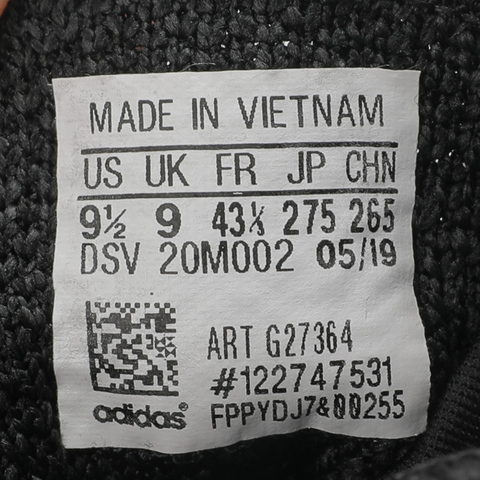 MADE IN VIETNAM
US UK FR JP CHN
9½ 9 43⅓ 275 265
DSV 20M002 05/19
ART G27364
#122747531
adidas®
FPPYDJ7&00255